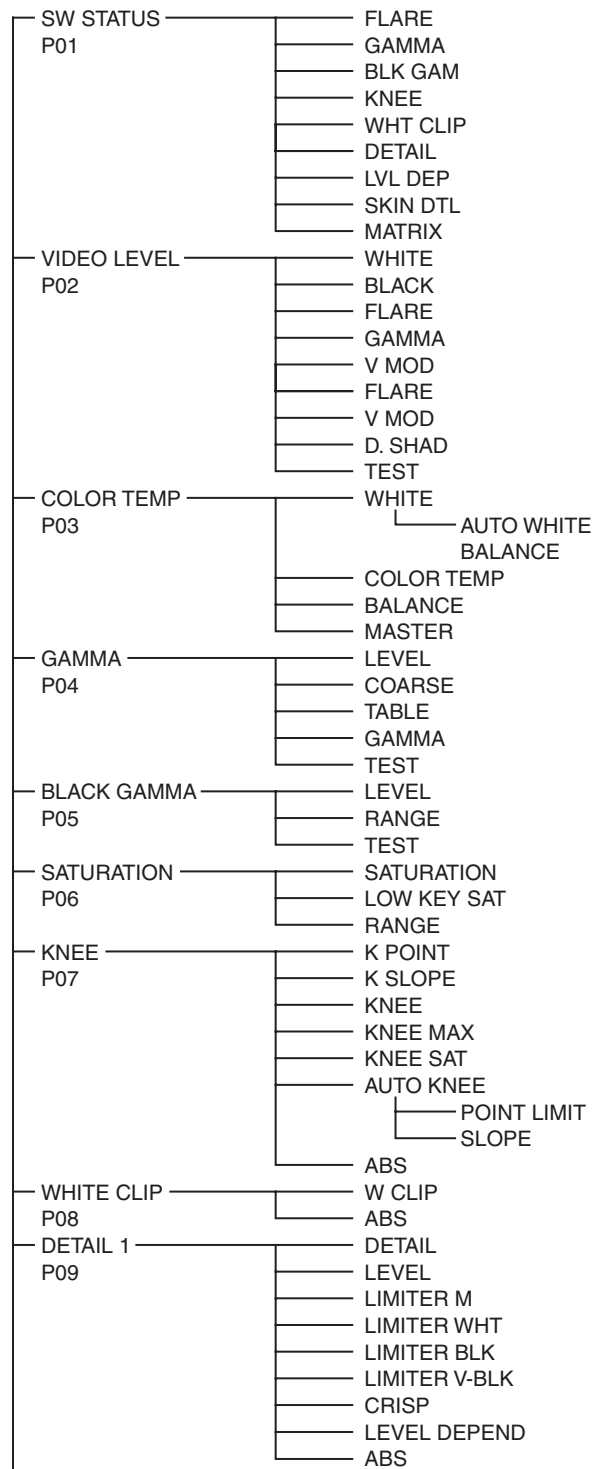 SW STATUS
P01
FLARE
GAMMA
BLK GAM
KNEE
WHT CLIP
DETAIL
LVL DEP
SKIN DTL
MATRIX
VIDEO LEVEL
P02
WHITE
BLACK
FLARE
GAMMA
V MOD
FLARE
V MOD
D. SHAD
TEST
COLOR TEMP
P03
WHITE
AUTO WHITE
BALANCE
COLOR TEMP
BALANCE
MASTER
GAMMA
P04
LEVEL
COARSE
TABLE
GAMMA
TEST
BLACK GAMMA
P05
LEVEL
RANGE
TEST
SATURATION
P06
SATURATION
LOW KEY SAT
RANGE
KNEE
P07
K POINT
K SLOPE
KNEE
KNEE MAX
KNEE SAT
AUTO KNEE
POINT LIMIT
SLOPE
ABS
WHITE CLIP
P08
W CLIP
ABS
DETAIL 1
P09
DETAIL
LEVEL
LIMITER M
LIMITER WHT
LIMITER BLK
LIMITER V-BLK
CRISP
LEVEL DEPEND
ABS